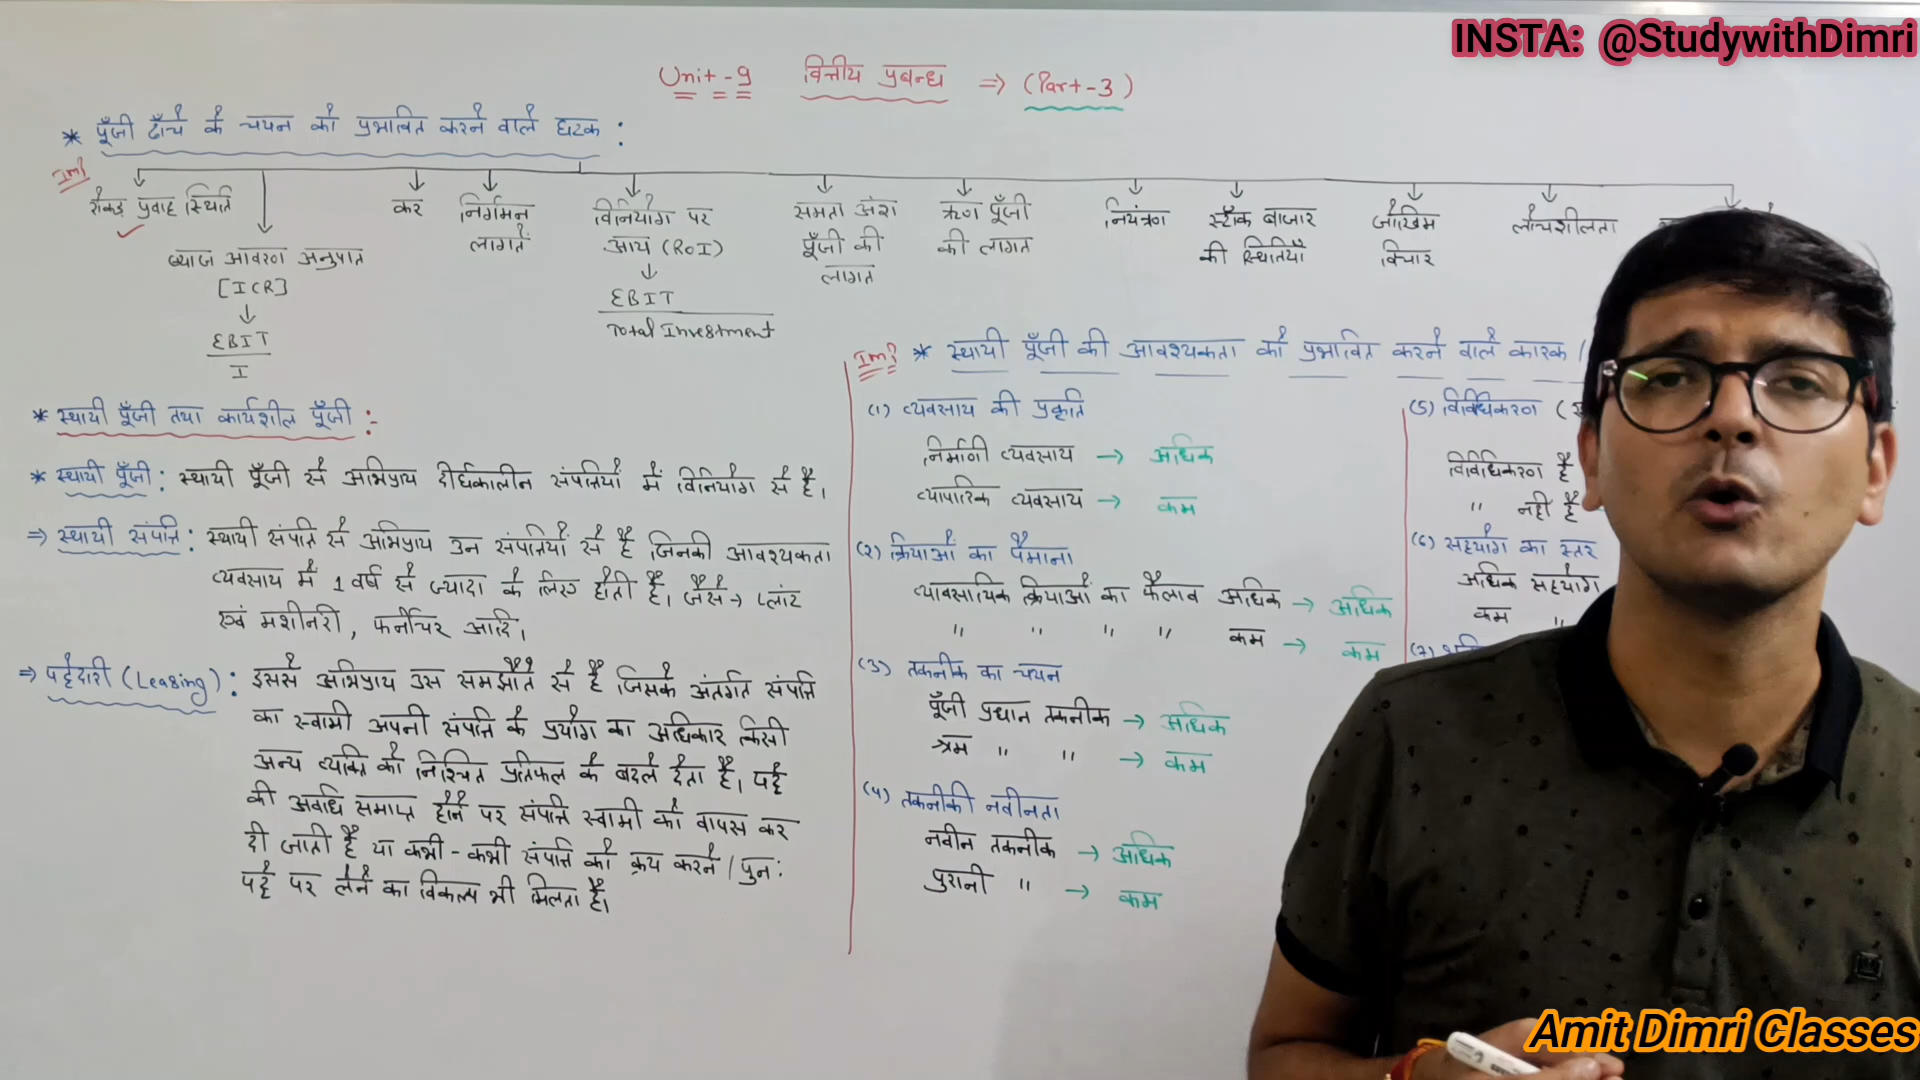 INSTA: @StudywithDimri
Unit-9 वित्तीय प्रबन्ध ⇒ (Part-3)
* पूँजी ढाँचे के चयन को प्रभावित करने वाले घटक :
Imp
रोकड़ प्रवाह स्थिति
ब्याज आवरण अनुपात
[ICR]
↓
EBIT
I
कर
निर्गमन
लागतें
विनियोग पर
आय (RoI)
↓
EBIT
Total Investment
समता अंश
पूँजी की
लागत
ऋण पूँजी
की लागत
नियंत्रण
स्टॉक बाजार
की स्थितियाँ
जोखिम
विचार
लोचशीलता
* स्थायी पूँजी तथा कार्यशील पूँजी :-
* स्थायी पूँजी : स्थायी पूँजी से अभिप्राय दीर्घकालीन संपत्तियों में विनियोग से है।
⇒ स्थायी संपत्ति : स्थायी संपत्ति से अभिप्राय उन संपत्तियों से है जिनकी आवश्यकता
व्यवसाय में 1 वर्ष से ज्यादा के लिए होती है। जैसे → प्लांट
एवं मशीनरी, फर्नीचर आदि।
⇒ पट्टेदारी (Leasing) : इससे अभिप्राय उस समझौते से है जिसके अंतर्गत संपत्ति
का स्वामी अपनी संपत्ति के प्रयोग का अधिकार किसी
अन्य व्यक्ति को निश्चित प्रतिफल के बदले देता है। पट्टे
की अवधि समाप्त होने पर संपत्ति स्वामी को वापस कर
दी जाती है या कभी-कभी संपत्ति को क्रय करने / पुनः
पट्टे पर लेने का विकल्प भी मिलता है।
Imp * स्थायी पूँजी की आवश्यकता को प्रभावित करने वाले कारक /
(1) व्यवसाय की प्रकृति
निर्माणी व्यवसाय → अधिक
व्यापारिक व्यवसाय → कम
(2) क्रियाओं का पैमाना
व्यावसायिक क्रियाओं का फैलाव अधिक → अधिक
" " " " कम → कम
(3) तकनीक का चयन
पूँजी प्रधान तकनीक → अधिक
श्रम " " → कम
(4) तकनीकी नवीनता
नवीन तकनीक → अधिक
पुरानी " → कम
(5) विविधिकरण (
विविधिकरण है
" नही है
(6) सहयोग का स्तर
अधिक सहयोग
कम "
(7)
Amit Dimri Classes